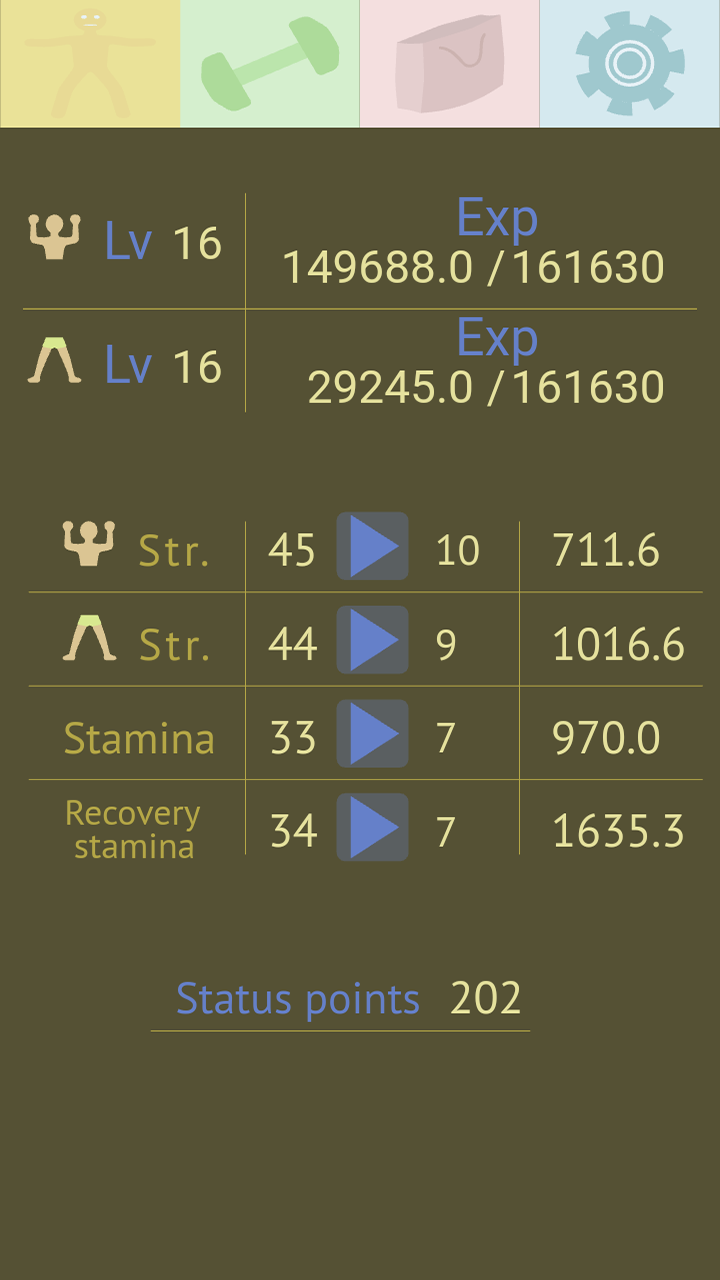 Lv 16
Exp
149688.0 / 161630
Lv 16
Exp
29245.0 / 161630
Str. 45 10 711.6
Str. 44 9 1016.6
Stamina 33 7 970.0
Recovery
stamina 34 7 1635.3
Status points 202